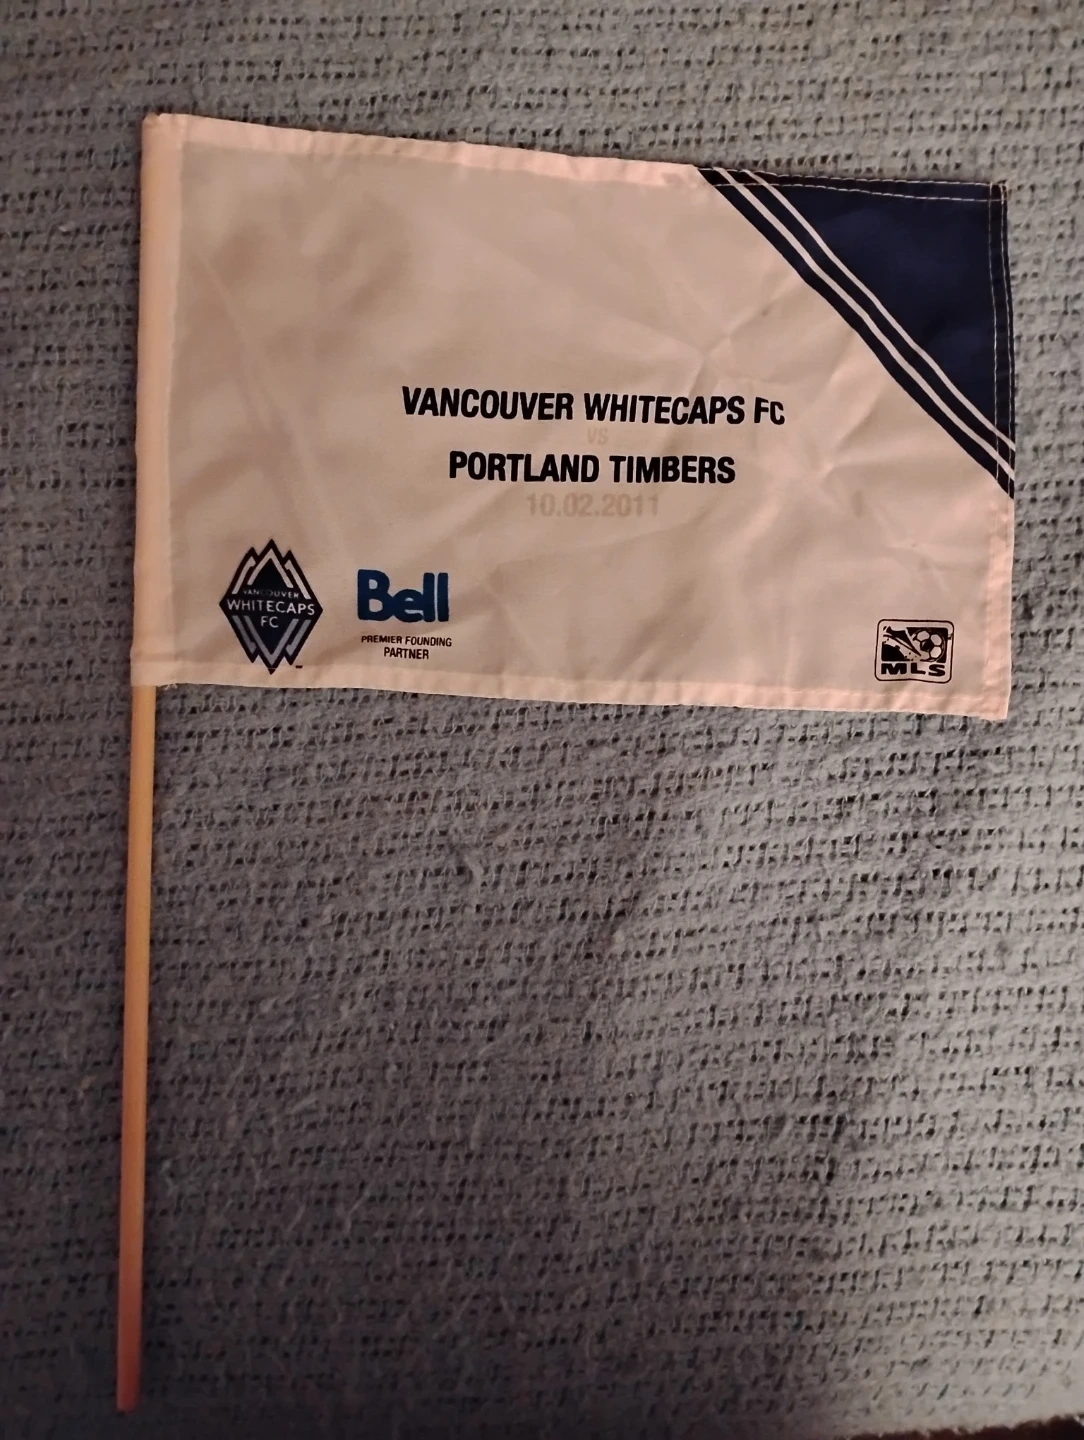 VANCOUVER WHITECAPS FC
VS
PORTLAND TIMBERS
10.02.2011
VANCOUVER
WHITECAPS
FC
Bell
PREMIER FOUNDING
PARTNER
MLS